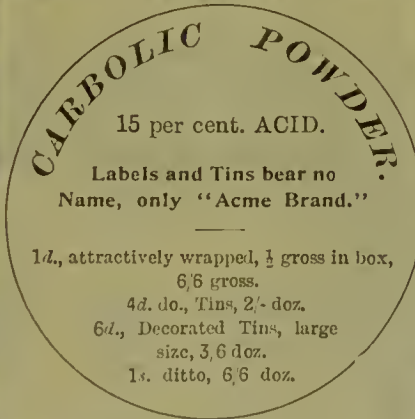 CARBOLIC POWDER.
15 per cent. ACID.
Labels and Tins bear no
Name, only "Acme Brand."
1d., attractively wrapped, ½ gross in box,
6/6 gross.
4d. do., Tins, 2/- doz.
6d., Decorated Tins, large
size, 3/6 doz.
1s. ditto, 6/6 doz.